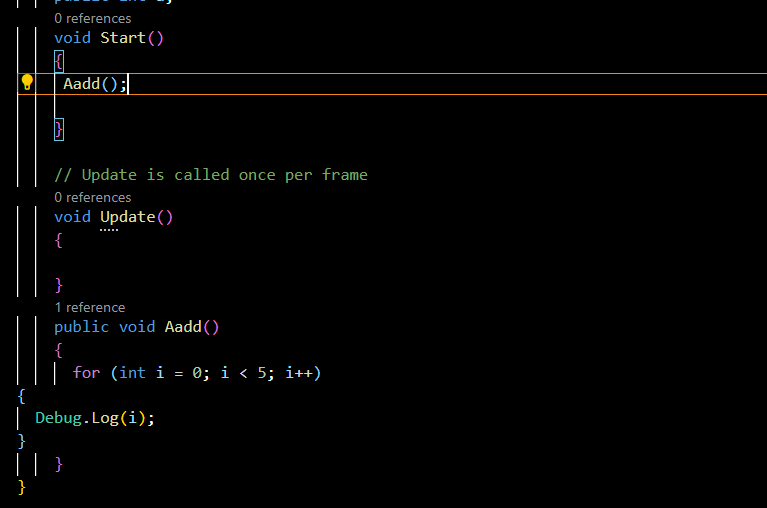 0 references
void Start()
{
Aadd();
}
// Update is called once per frame
0 references
void Update()
{
}
1 reference
public void Aadd()
{
for (int i = 0; i < 5; i++)
{
Debug.Log(i);
}
}
}